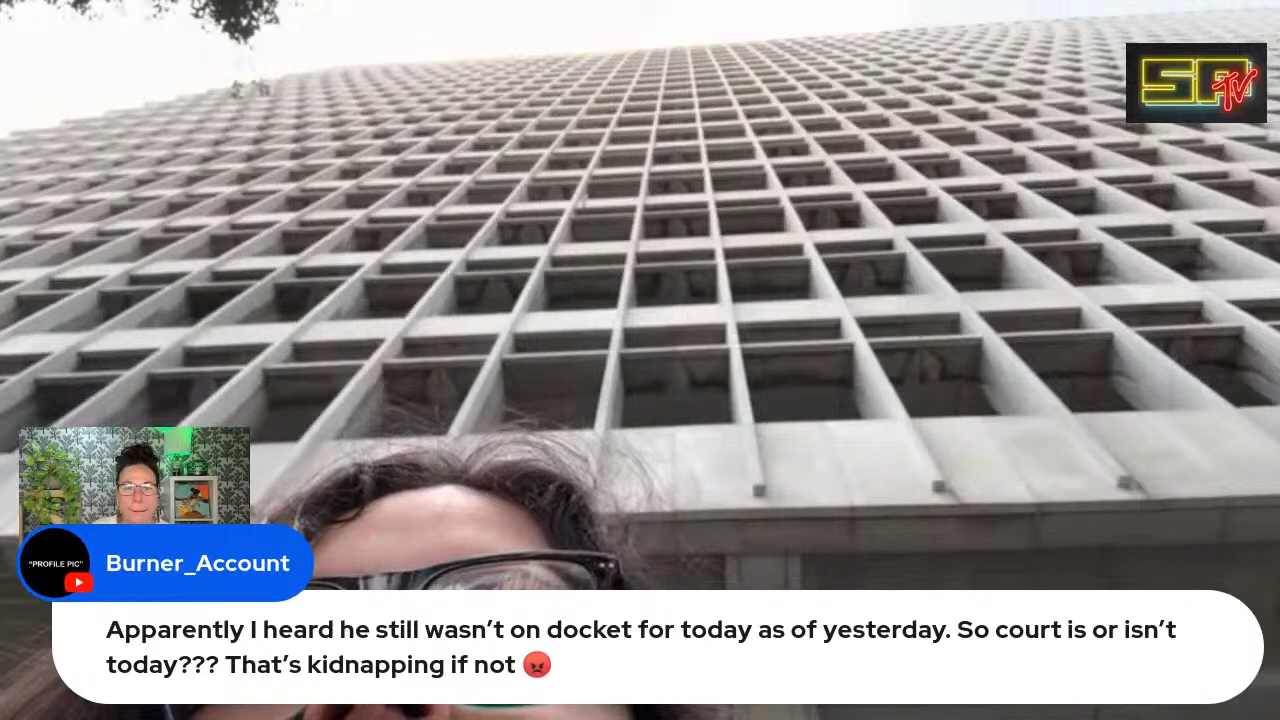 SPTV
"PROFILE PIC"
Burner_Account
Apparently I heard he still wasn't on docket for today as of yesterday. So court is or isn't
today??? That's kidnapping if not 😡